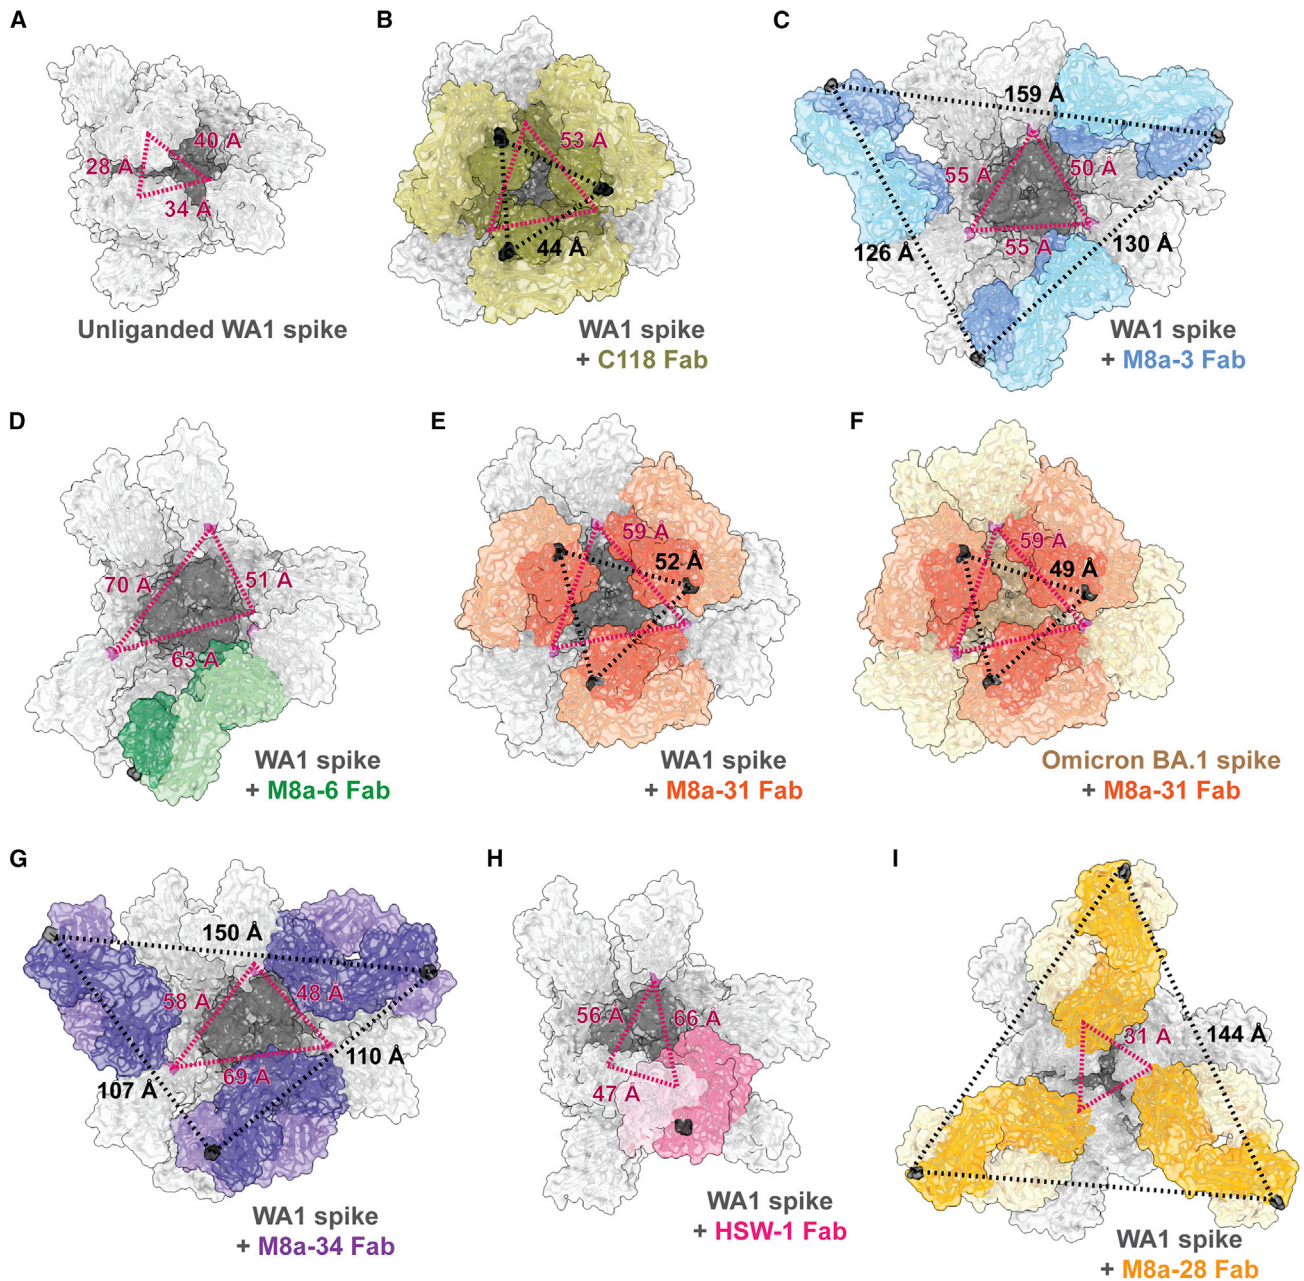 A
40 Å
28 Å
34 Å
Unliganded WA1 spike
B
53 Å
44 Å
WA1 spike
+ C118 Fab
C
159 Å
55 Å
50 Å
55 Å
126 Å
130 Å
WA1 spike
+ M8a-3 Fab
D
70 Å
51 Å
63 Å
WA1 spike
+ M8a-6 Fab
E
59 Å
52 Å
WA1 spike
+ M8a-31 Fab
F
59 Å
49 Å
Omicron BA.1 spike
+ M8a-31 Fab
G
150 Å
58 Å
48 Å
110 Å
69 Å
107 Å
WA1 spike
+ M8a-34 Fab
H
56 Å
66 Å
47 Å
WA1 spike
+ HSW-1 Fab
I
31 Å
144 Å
WA1 spike
+ M8a-28 Fab